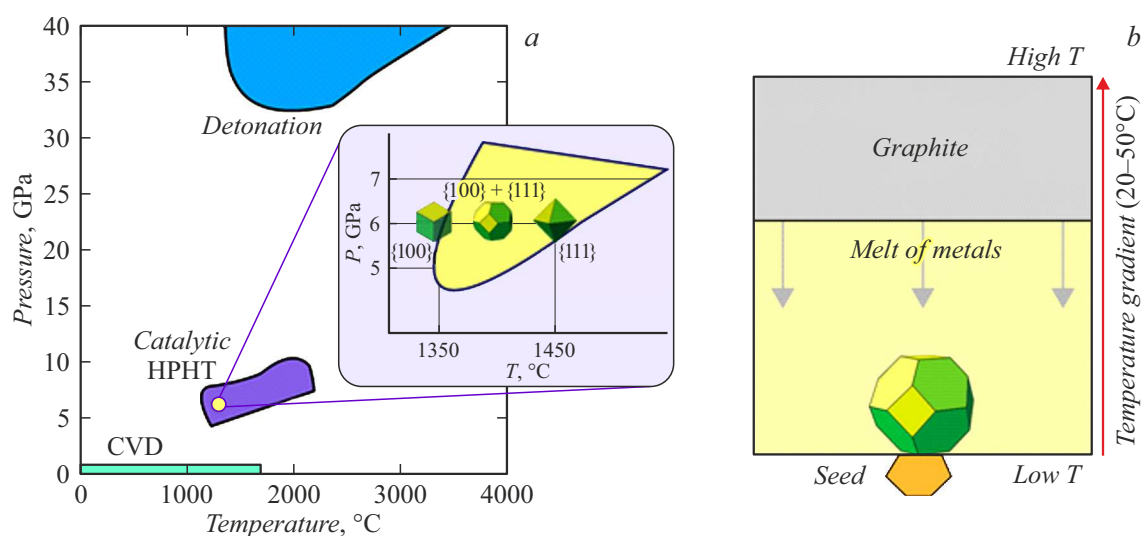 a
Pressure, GPa
40
35
30
25
20
15
10
5
0
Detonation
Catalytic
HPHT
CVD
0
1000
2000
3000
4000
Temperature, °C
P, GPa
7
6
5
{100} + {111}
{100}
{111}
1350
1450
T, °C
b
High T
Graphite
Melt of metals
Seed
Low T
Temperature gradient (20–50°C)